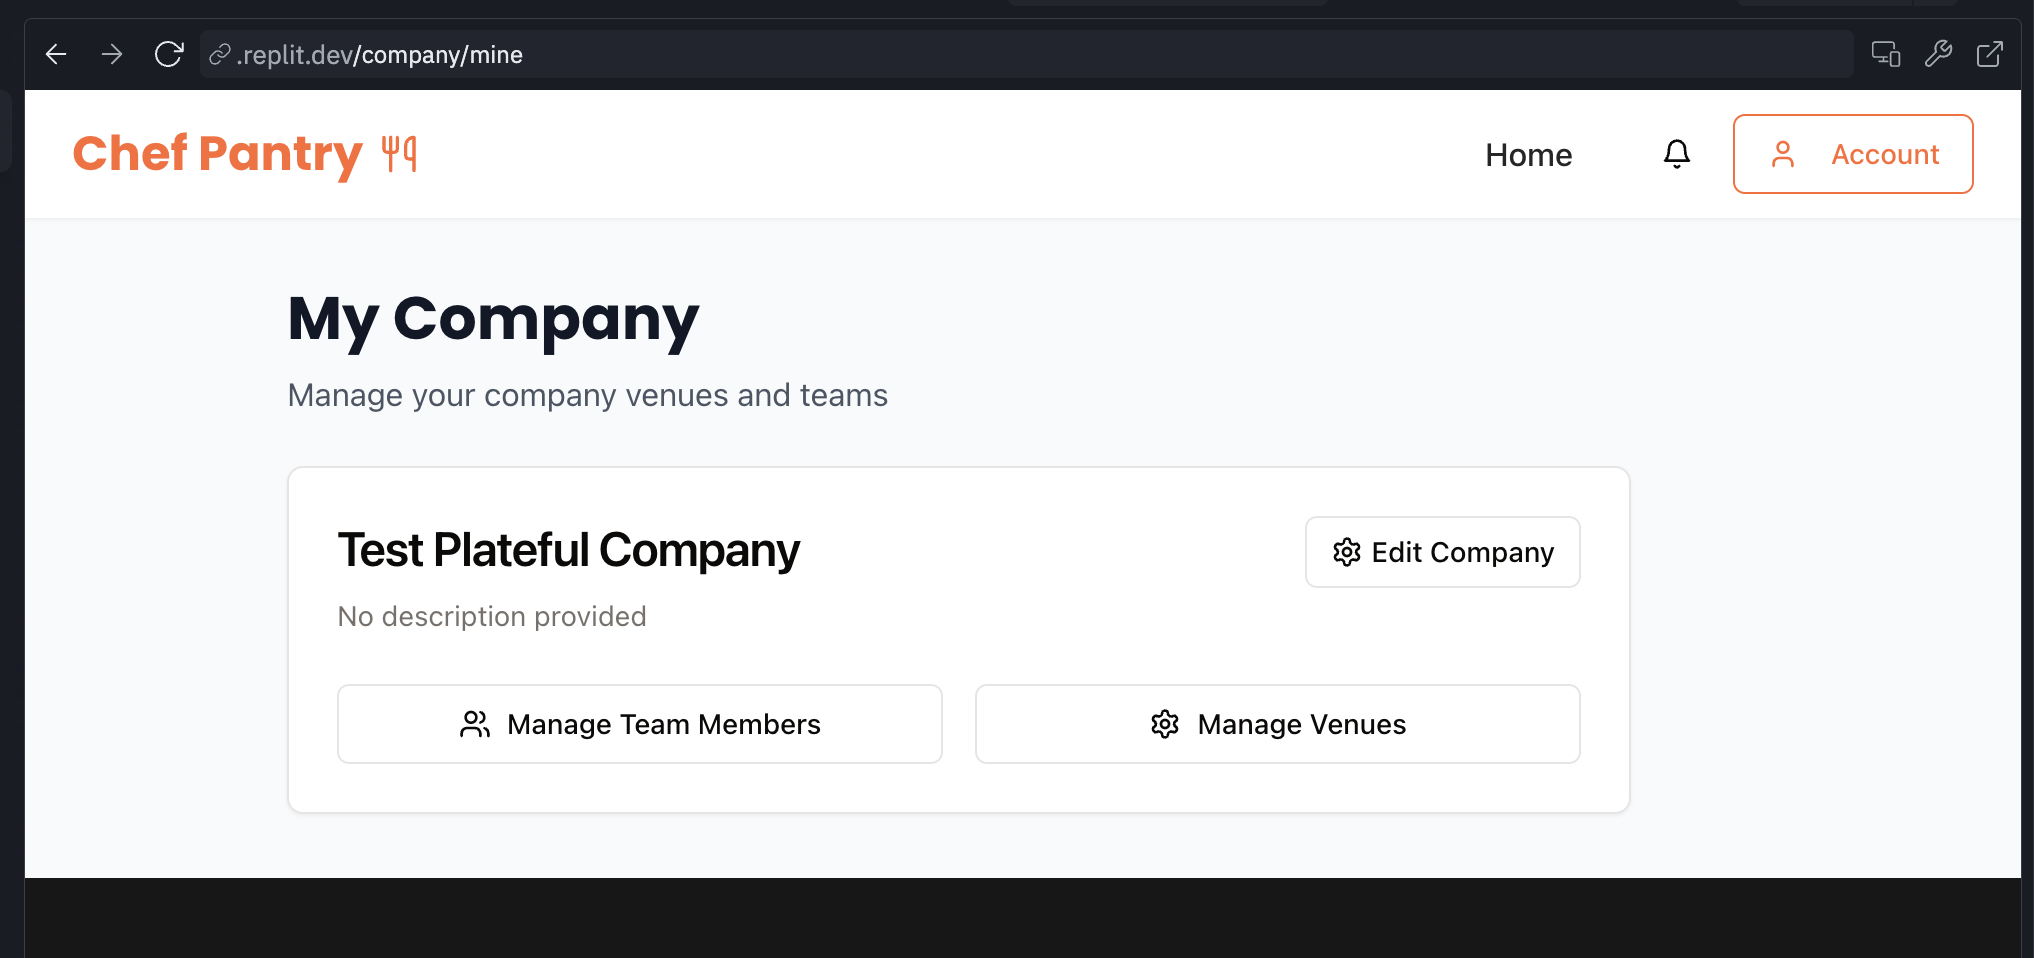 .replit.dev/company/mine
Chef Pantry
Home
Account
My Company
Manage your company venues and teams
Test Plateful Company
Edit Company
No description provided
Manage Team Members
Manage Venues